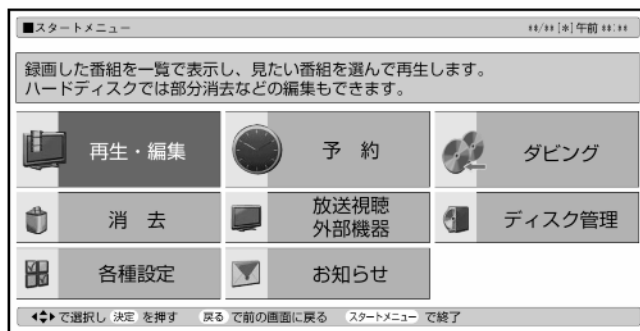 ■スタートメニュー
**/**[*]午前 **:**
録画した番組を一覧で表示し、見たい番組を選んで再生します。
ハードディスクでは部分消去などの編集もできます。
再生・編集
予 約
ダビング
消 去
放送視聴
外部機器
ディスク管理
各種設定
お知らせ
で選択し 決定 を押す 戻る で前の画面に戻る スタートメニュー で終了